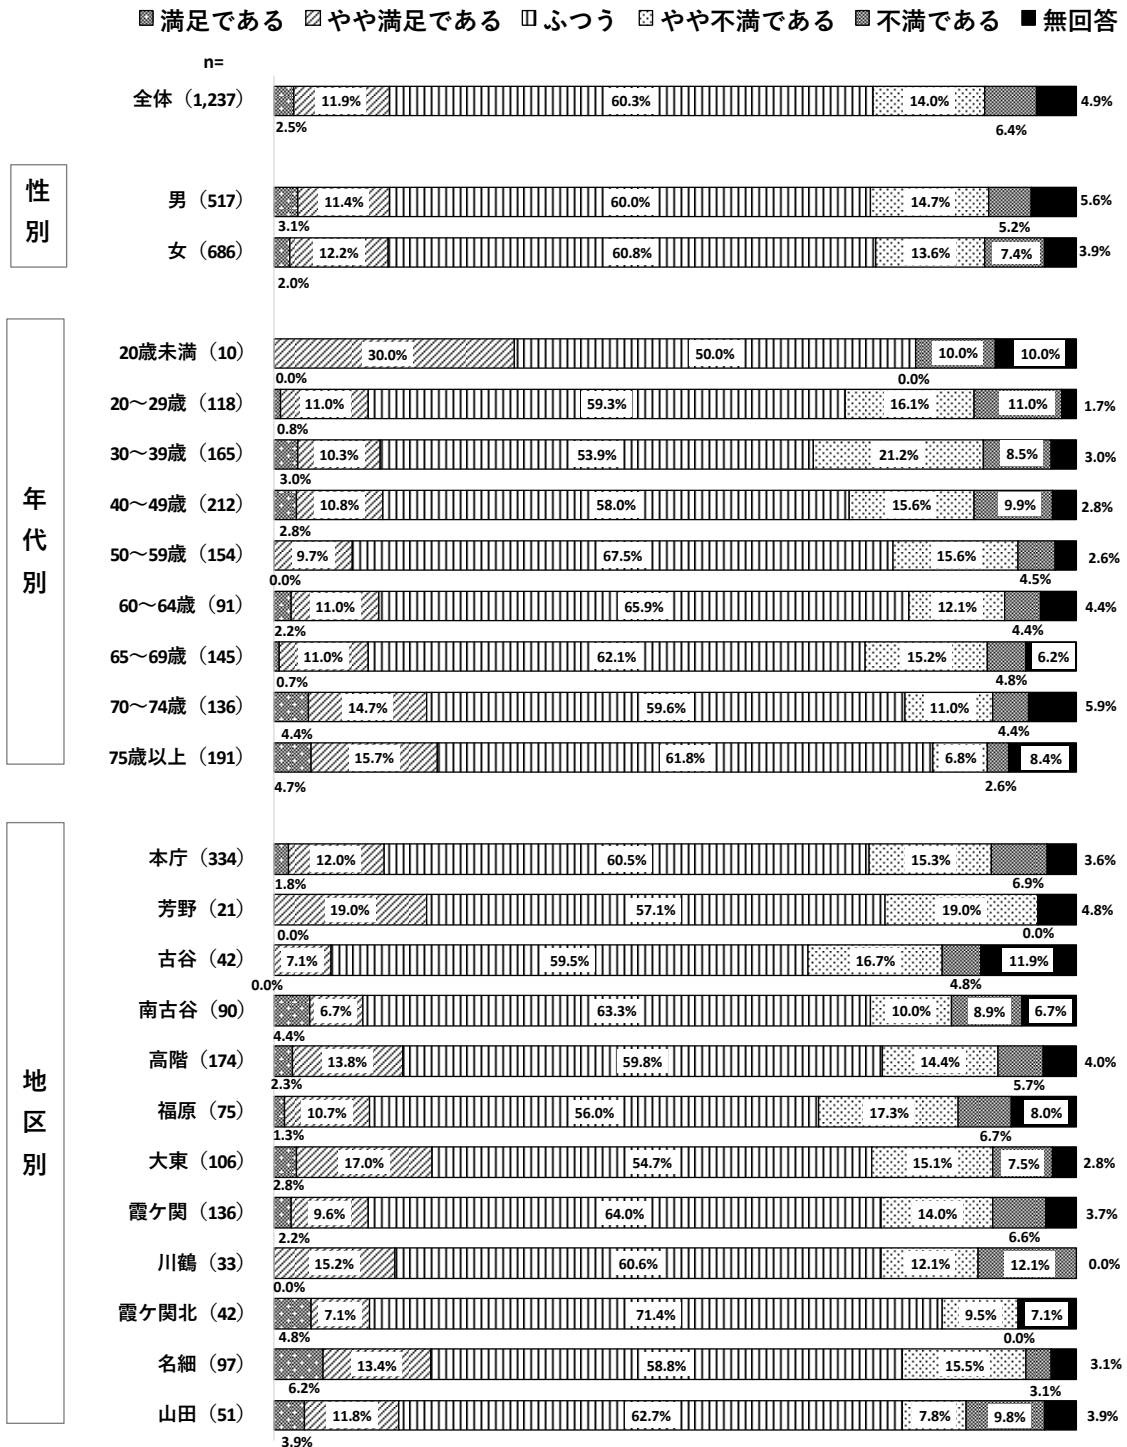 満足である やや満足である ふつう やや不満である 不満である 無回答
n=
全体（1,237） 11.9% 60.3% 14.0% 4.9%
2.5% 6.4%
性別
男（517） 11.4% 60.0% 14.7% 5.6%
3.1% 5.2%
女（686） 12.2% 60.8% 13.6% 7.4% 3.9%
2.0%
年代別
20歳未満（10） 30.0% 50.0% 10.0% 10.0%
0.0% 0.0%
20～29歳（118） 11.0% 59.3% 16.1% 11.0% 1.7%
0.8%
30～39歳（165） 10.3% 53.9% 21.2% 8.5% 3.0%
3.0%
40～49歳（212） 10.8% 58.0% 15.6% 9.9% 2.8%
2.8%
50～59歳（154） 9.7% 67.5% 15.6% 2.6%
0.0% 4.5%
60～64歳（91） 11.0% 65.9% 12.1% 4.4%
2.2% 4.4%
65～69歳（145） 11.0% 62.1% 15.2% 6.2%
0.7% 4.8%
70～74歳（136） 14.7% 59.6% 11.0% 5.9%
4.4% 4.4%
75歳以上（191） 15.7% 61.8% 6.8% 8.4%
4.7% 2.6%
地区別
本庁（334） 12.0% 60.5% 15.3% 3.6%
1.8% 6.9%
芳野（21） 19.0% 57.1% 19.0% 4.8%
0.0% 0.0%
古谷（42） 7.1% 59.5% 16.7% 11.9%
0.0% 4.8%
南古谷（90） 6.7% 63.3% 10.0% 8.9% 6.7%
4.4%
高階（174） 13.8% 59.8% 14.4% 4.0%
2.3% 5.7%
福原（75） 10.7% 56.0% 17.3% 8.0%
1.3% 6.7%
大東（106） 17.0% 54.7% 15.1% 7.5% 2.8%
2.8%
霞ケ関（136） 9.6% 64.0% 14.0% 3.7%
2.2% 6.6%
川鶴（33） 15.2% 60.6% 12.1% 12.1% 0.0%
0.0%
霞ケ関北（42） 7.1% 71.4% 9.5% 7.1%
4.8% 0.0%
名細（97） 13.4% 58.8% 15.5% 3.1%
6.2% 3.1%
山田（51） 11.8% 62.7% 7.8% 9.8% 3.9%
3.9%